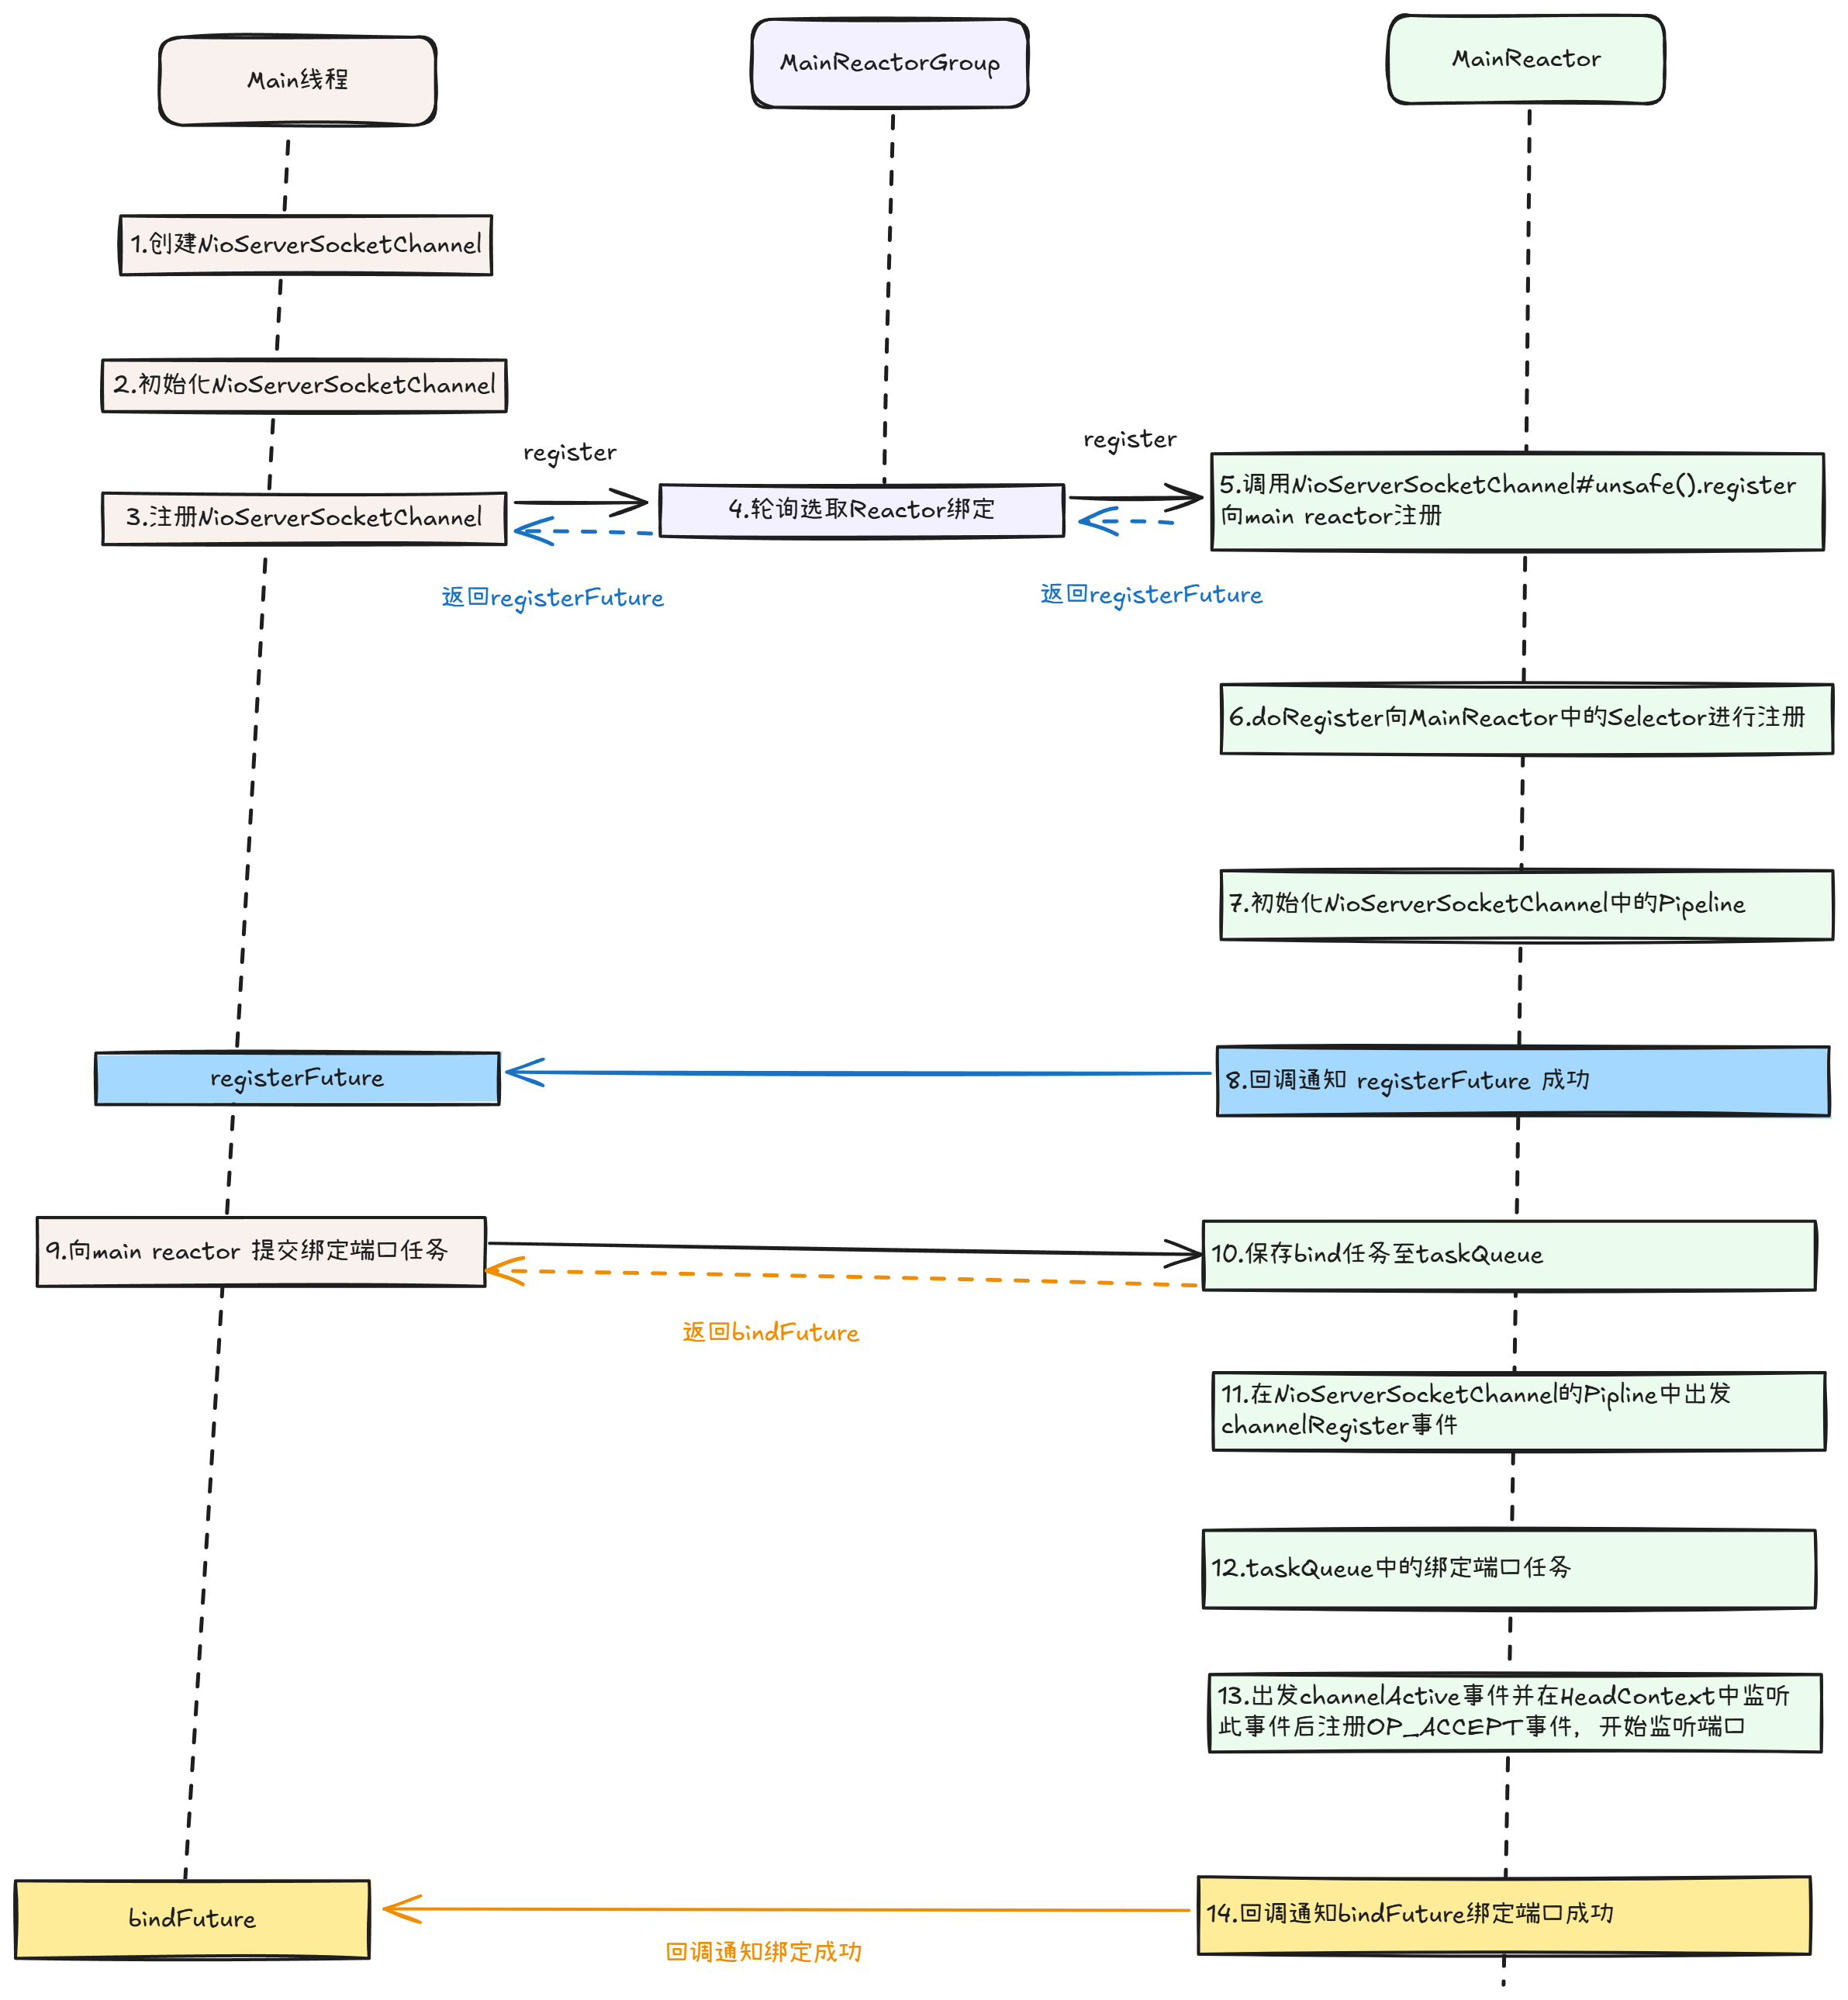 Main线程
MainReactorGroup
MainReactor
1.创建NioServerSocketChannel
2.初始化NioServerSocketChannel
register
register
3.注册NioServerSocketChannel
4.轮询选取Reactor绑定
5.调用NioServerSocketChannel#unsafe().register
向main reactor注册
返回registerFuture
返回registerFuture
6.doRegister向MainReactor中的Selector进行注册
7.初始化NioServerSocketChannel中的Pipeline
registerFuture
8.回调通知 registerFuture 成功
9.向main reactor 提交绑定端口任务
10.保存bind任务至taskQueue
返回bindFuture
11.在NioServerSocketChannel的Pipline中出发
channelRegister事件
12.taskQueue中的绑定端口任务
13.出发channelActive事件并在HeadContext中监听
此事件后注册OP_ACCEPT事件，开始监听端口
bindFuture
14.回调通知bindFuture绑定端口成功
回调通知绑定成功